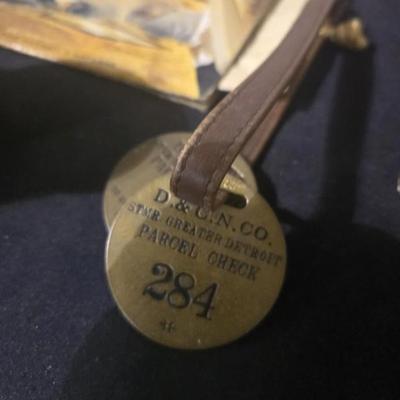 D. & C. N. CO.
STMR. GREATER DETROIT
PARCEL CHECK
284